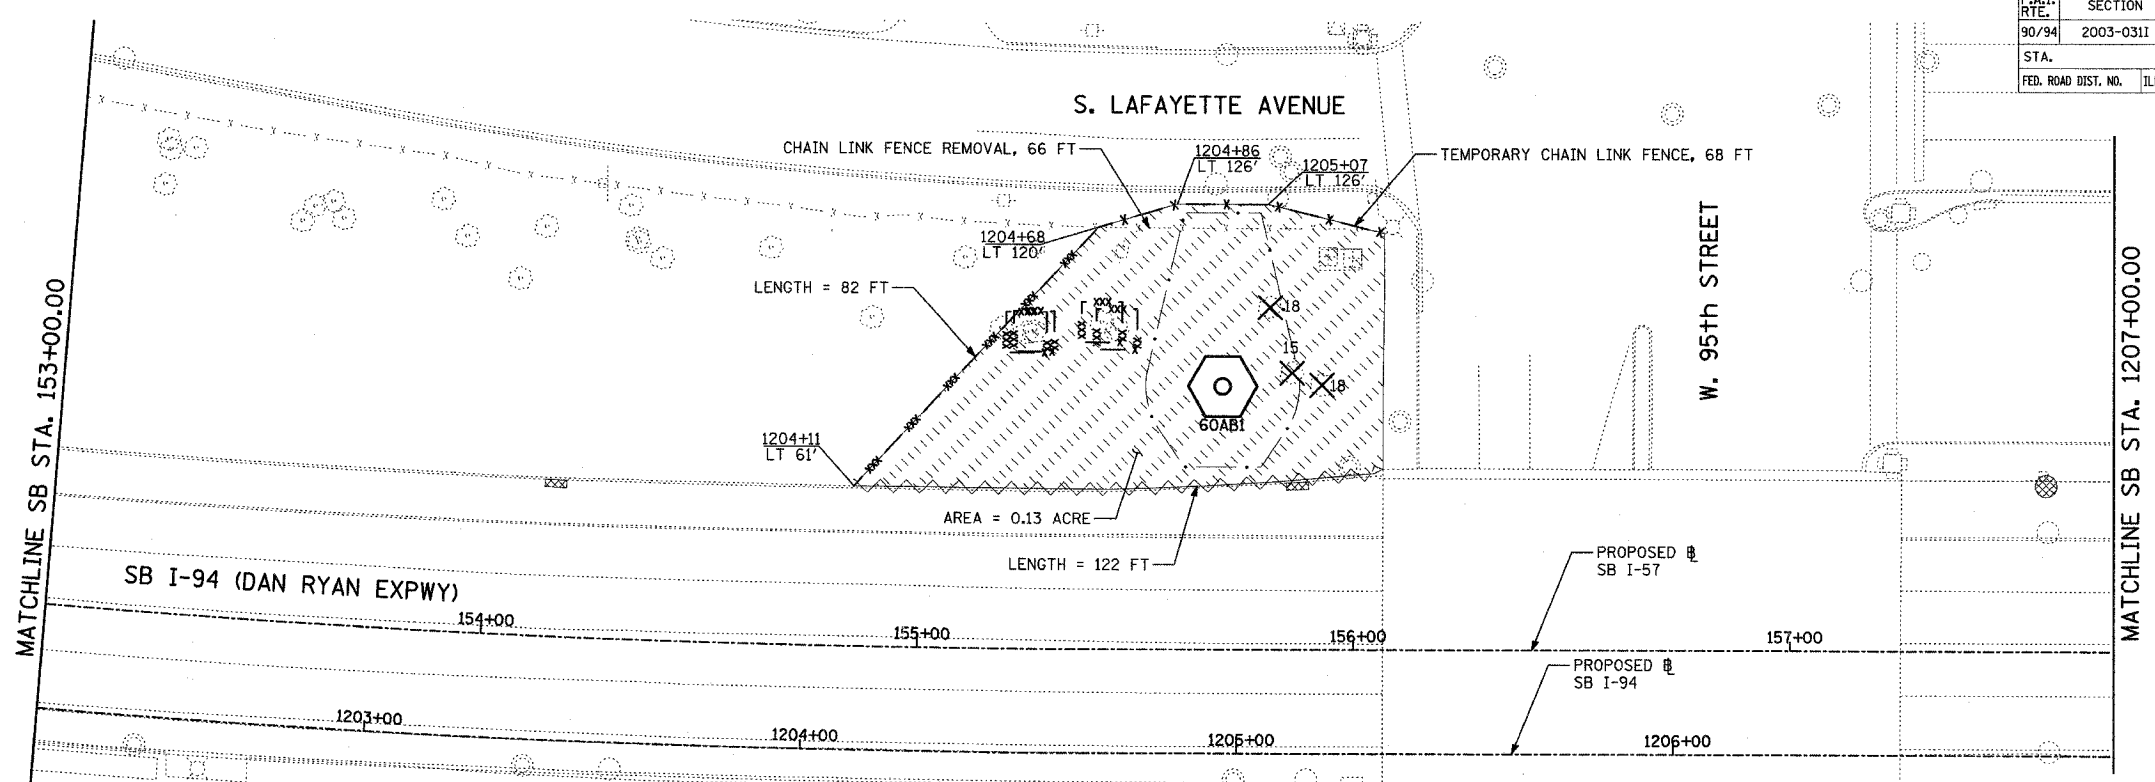 F.A.I.
RTE.
SECTION
90/94
2003-031I
STA.
FED. ROAD DIST. NO.
S. LAFAYETTE AVENUE
CHAIN LINK FENCE REMOVAL, 66 FT
1204+86
LT 126'
1205+07
LT 126'
TEMPORARY CHAIN LINK FENCE, 68 FT
1204+68
LT 120'
LENGTH = 82 FT
18
15
18
60AB1
1204+11
LT 61'
AREA = 0.13 ACRE
LENGTH = 122 FT
W. 95th STREET
MATCHLINE SB STA. 153+00.00
MATCHLINE SB STA. 1207+00.00
PROPOSED ℄
SB I-57
SB I-94 (DAN RYAN EXPWY)
154+00
155+00
156+00
157+00
PROPOSED ℄
SB I-94
1203+00
1204+00
1205+00
1206+00